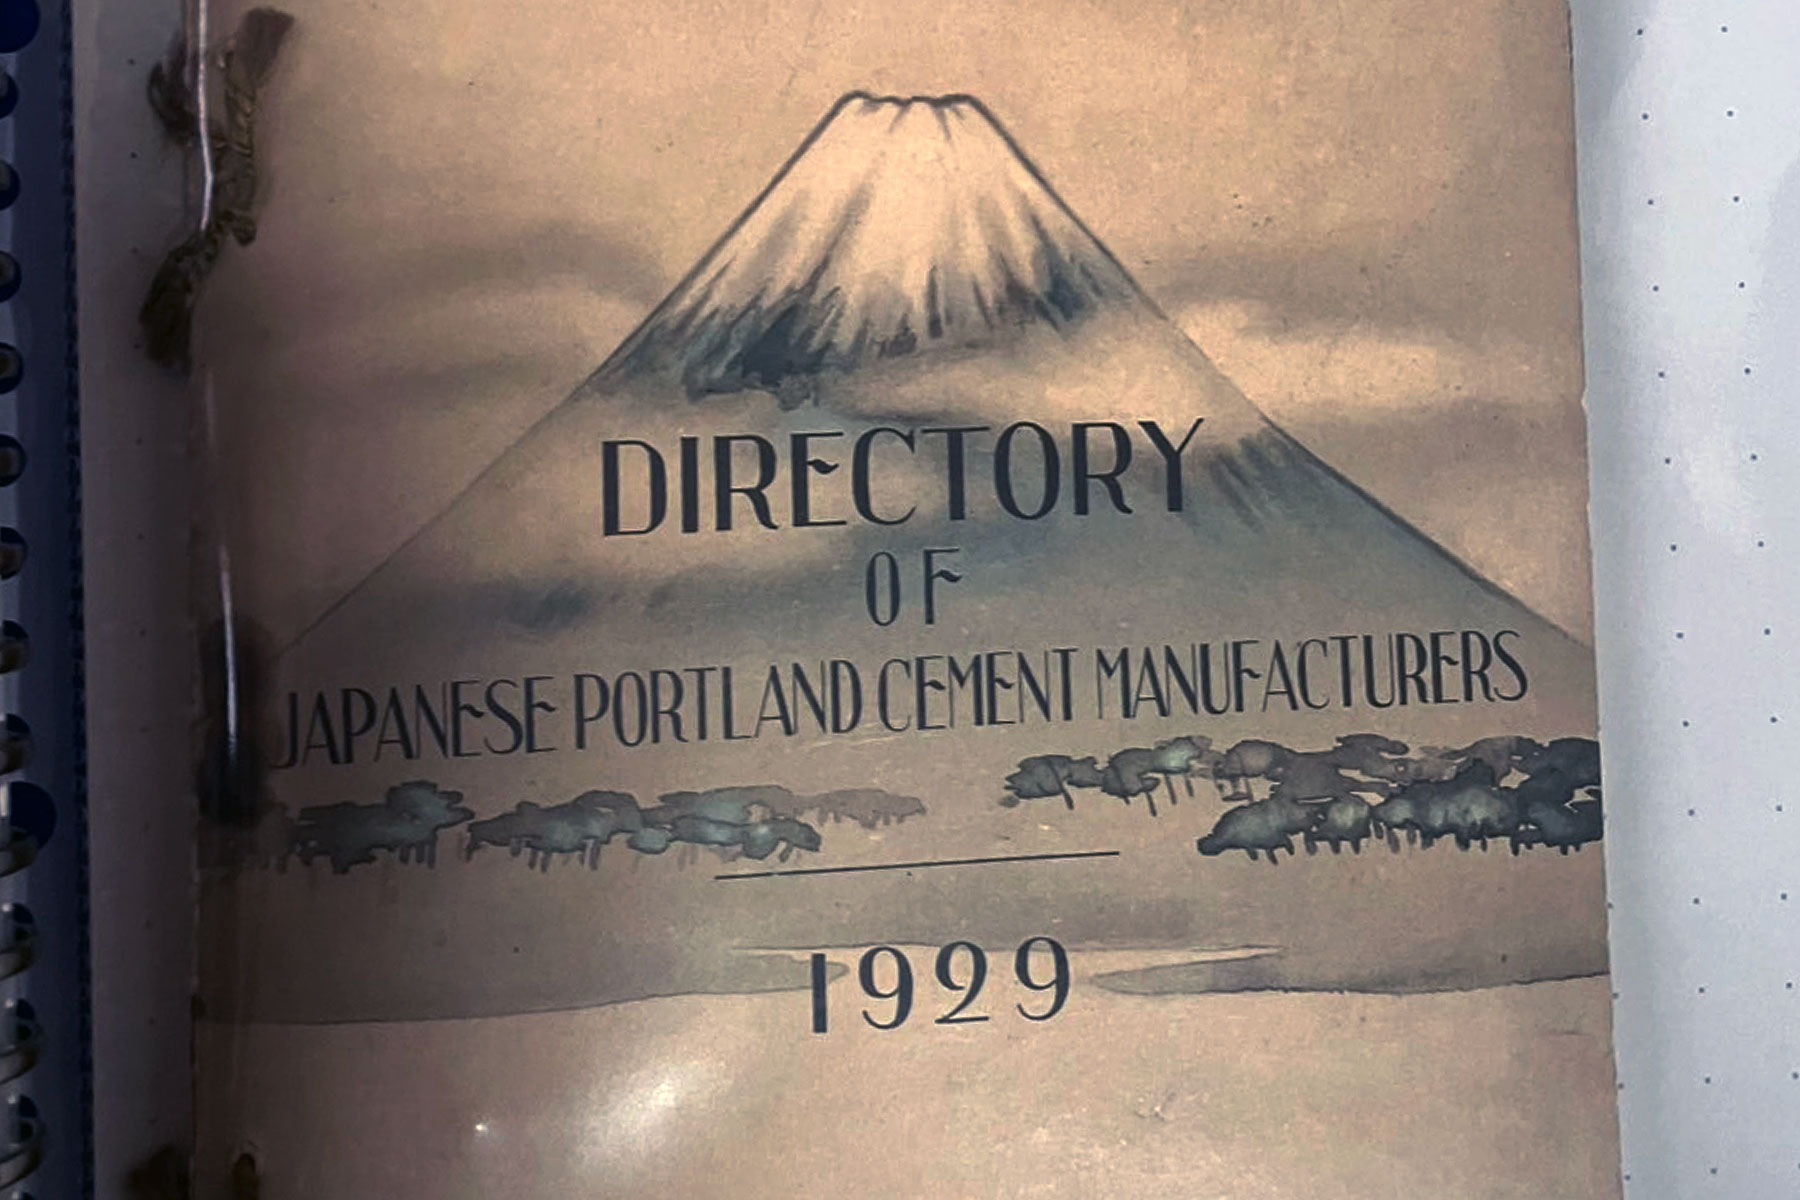 DIRECTORY
OF
JAPANESE PORTLAND CEMENT MANUFACTURERS
1929